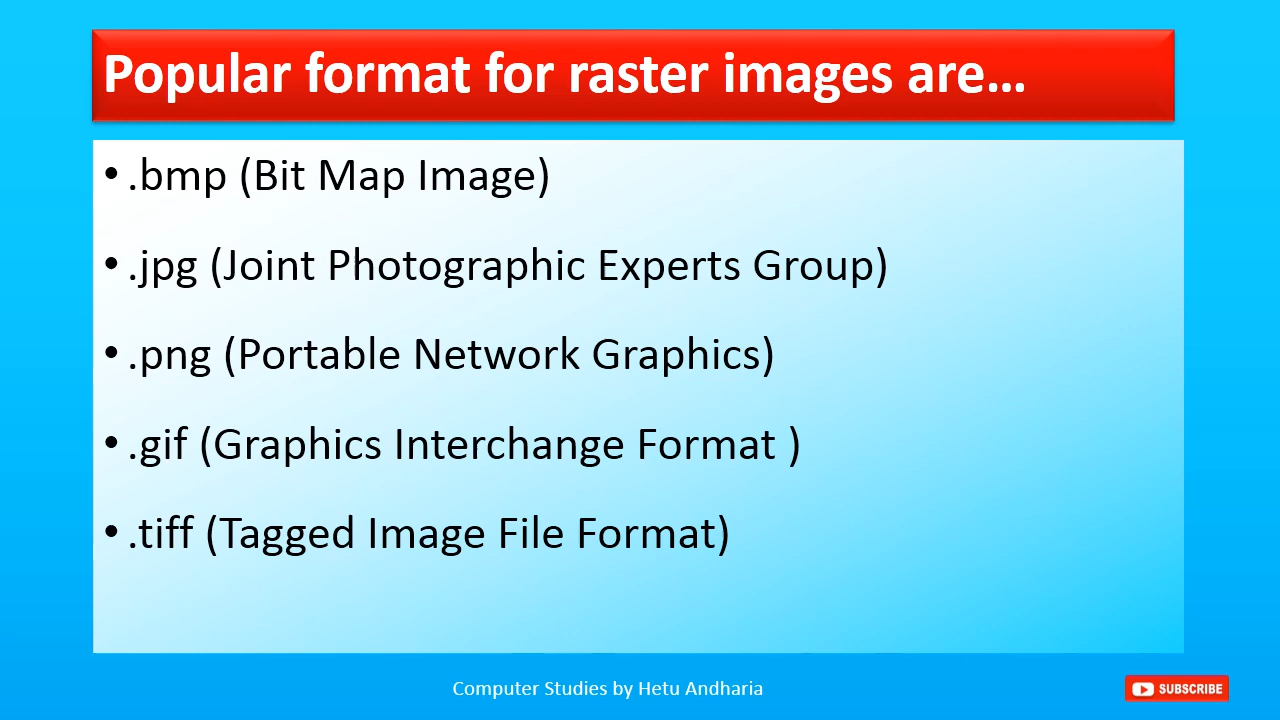 Popular format for raster images are...
• .bmp (Bit Map Image)
• .jpg (Joint Photographic Experts Group)
• .png (Portable Network Graphics)
• .gif (Graphics Interchange Format )
• .tiff (Tagged Image File Format)
Computer Studies by Hetu Andharia
SUBSCRIBE